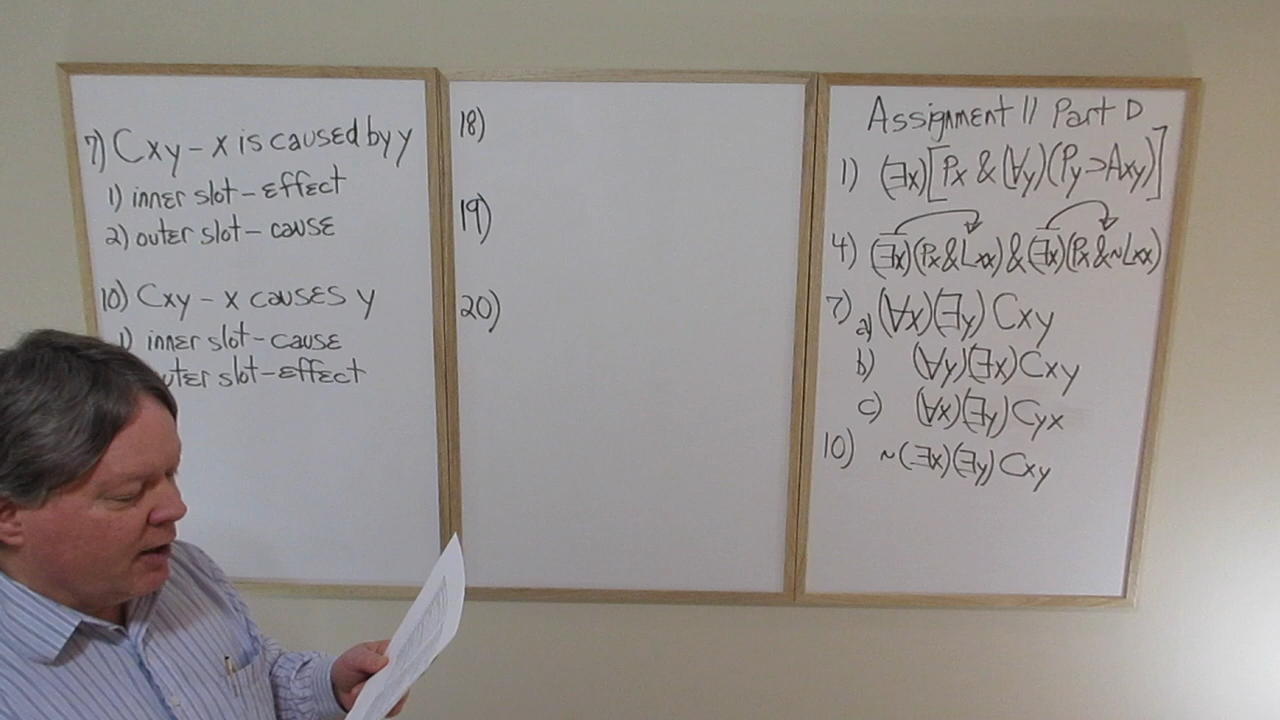 7) Cxy – x is caused by y
1) inner slot – effect
2) outer slot – cause
10) Cxy – x causes y
1) inner slot – cause
outer slot – effect
18)
19)
20)
Assignment 11 Part D
1) (∃x)[Px & (∀y)(Py ⊃ Axy)]
4) (∃x)(Px & Lxx) & (∃x)(Px & ~Lxx)
7) a) (∀x)(∃y) Cxy
b) (∀y)(∃x) Cxy
c) (∀x)(∃y) Cyx
10) ~(∃x)(∃y) Cxy